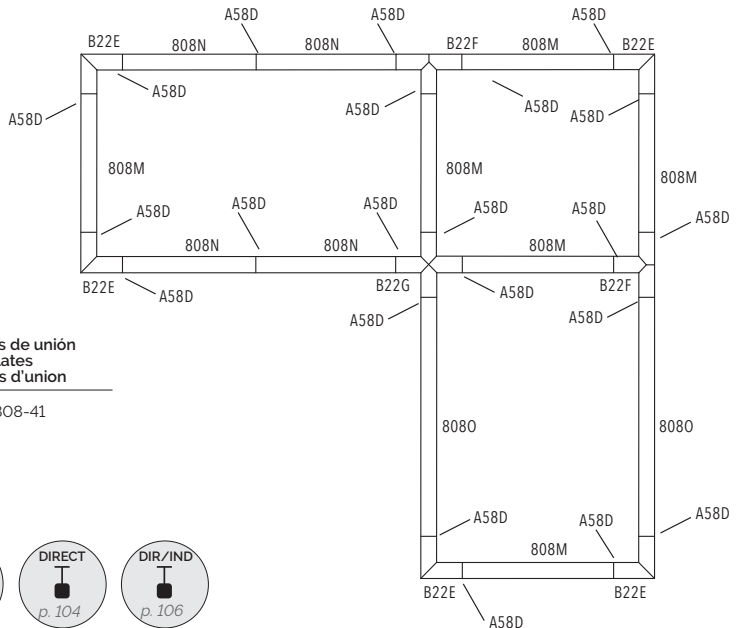 A58D A58D
B22E 808N 808N B22F 808M B22E
A58D A58D A58D A58D
A58D
808M 808M 808M
A58D A58D A58D A58D A58D A58D
808N 808N 808M
B22E A58D B22G A58D B22F
A58D A58D
s de unión
lates
s d'union
808-41
808O 808O
A58D A58D A58D
808M
B22E B22E
A58D
DIRECT DIR/IND
p. 104 p. 106